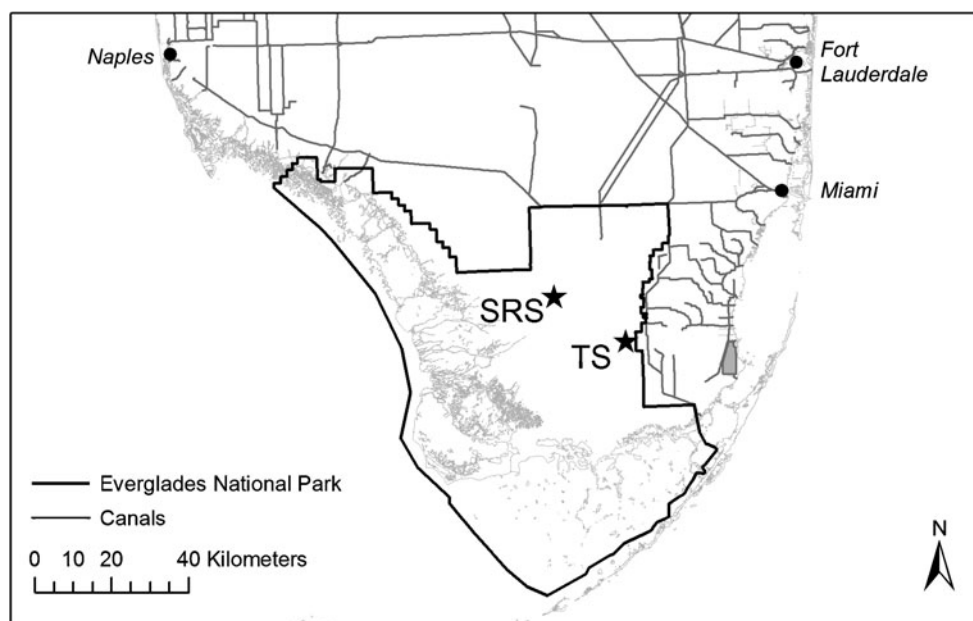 Naples
Fort
Lauderdale
Miami
SRS
TS
Everglades National Park
Canals
0 10 20 40 Kilometers
N